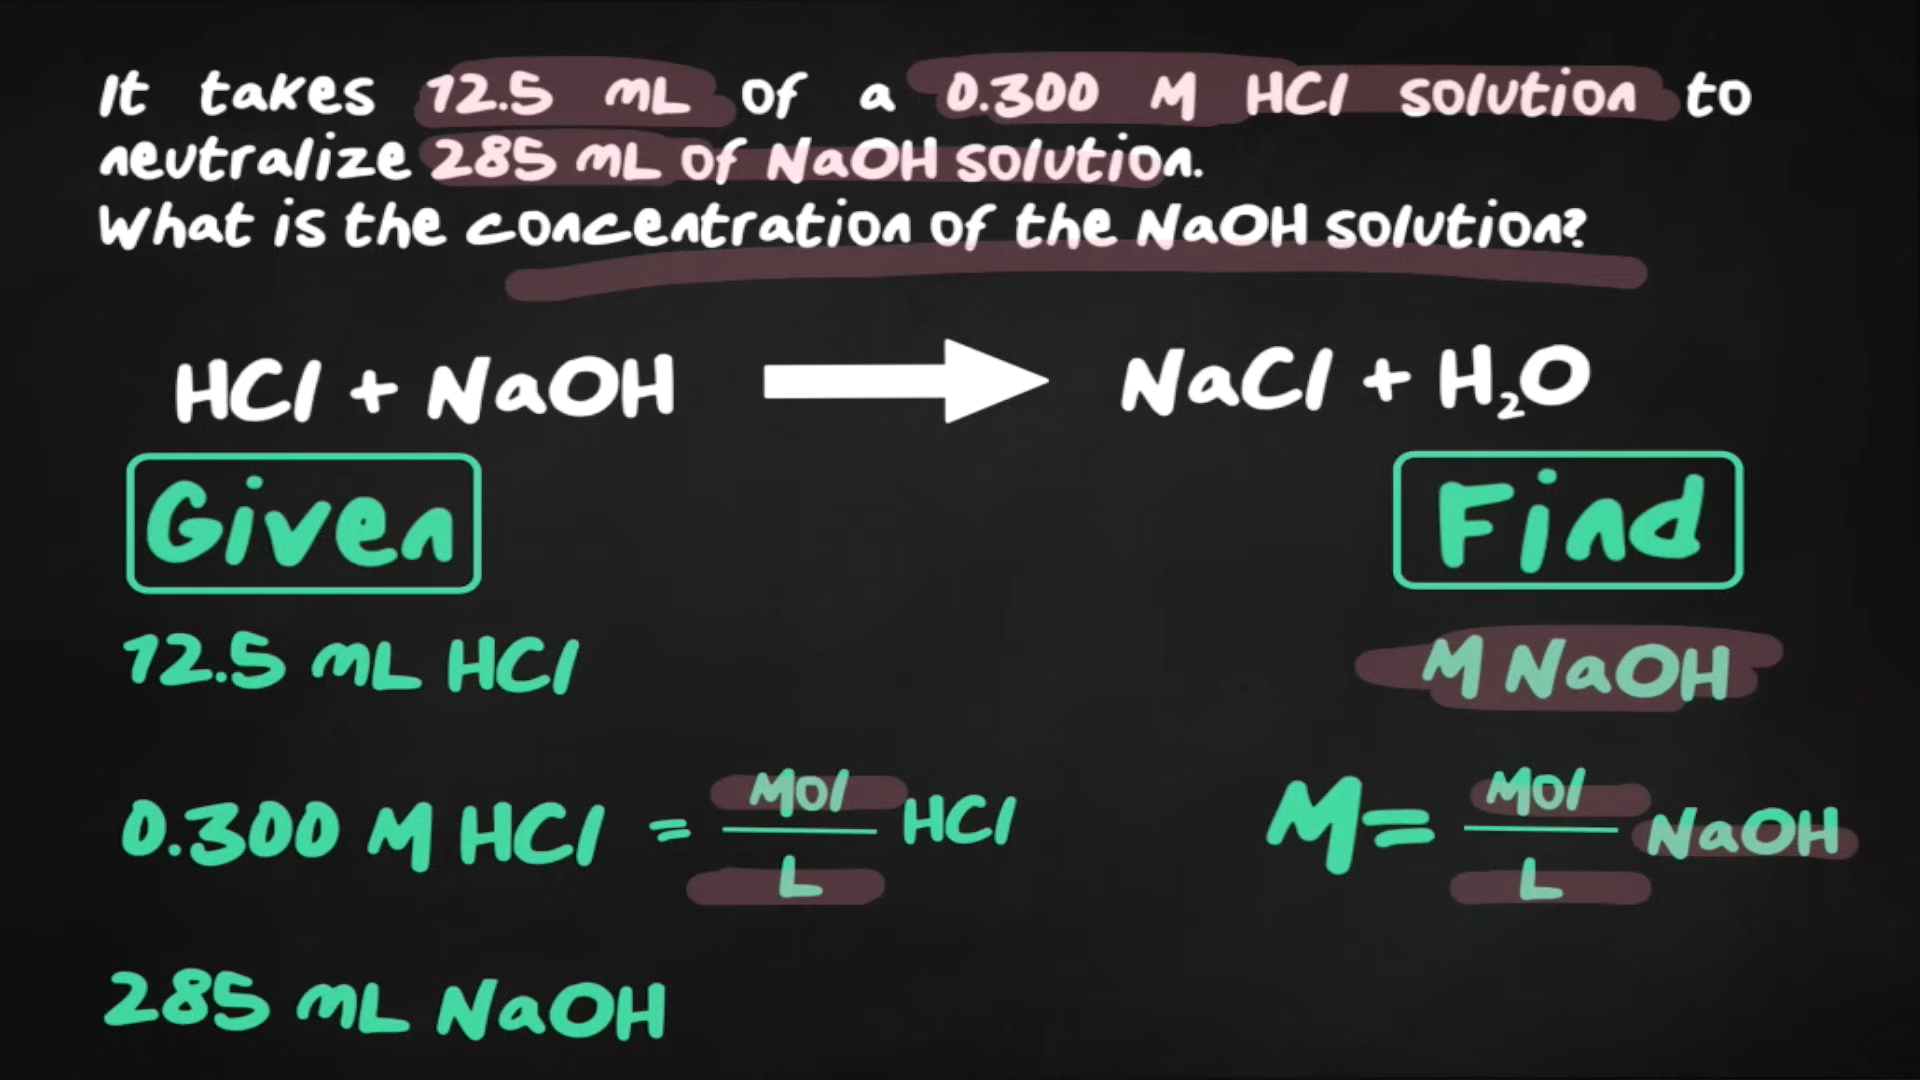 It takes 12.5 mL of a 0.300 M HCl solution to
neutralize 285 mL of NaOH solution.
What is the concentration of the NaOH solution?
HCl + NaOH → NaCl + H₂O
Given
Find
12.5 mL HCl
M NaOH
0.300 M HCl = Mol/L HCl
M = Mol/L NaOH
285 mL NaOH